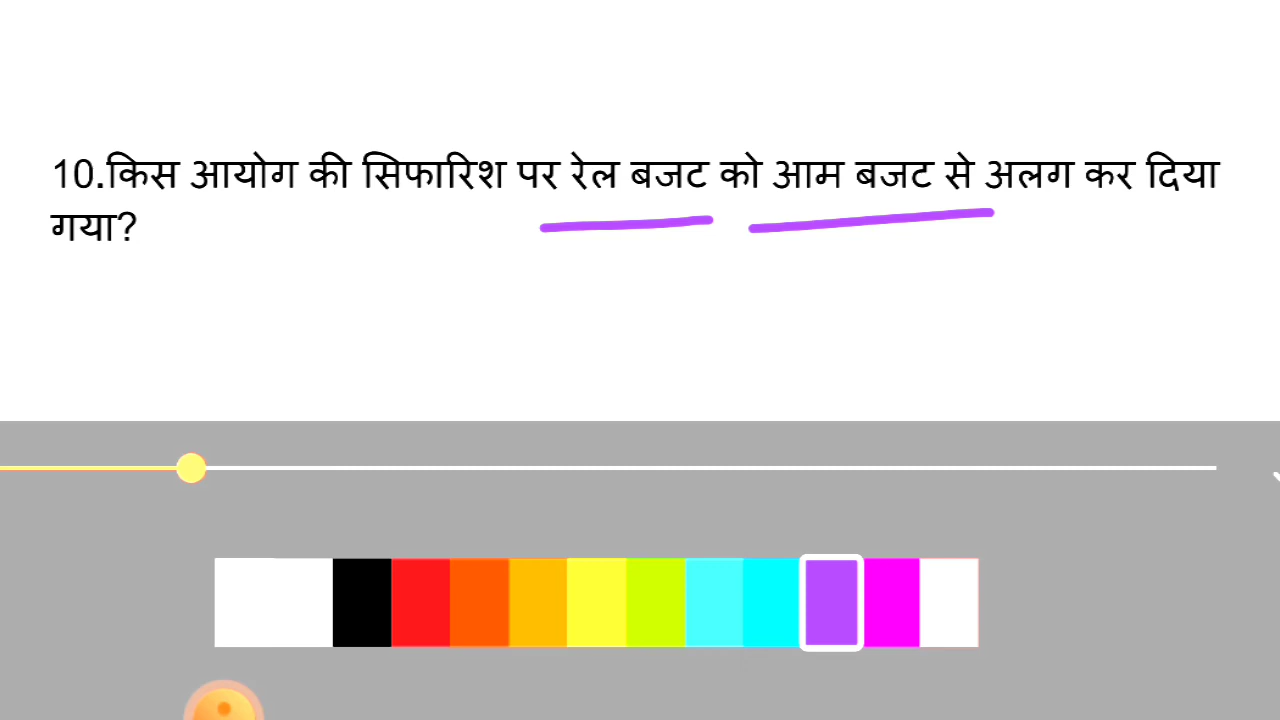 10.किस आयोग की सिफारिश पर रेल बजट को आम बजट से अलग कर दिया
गया?